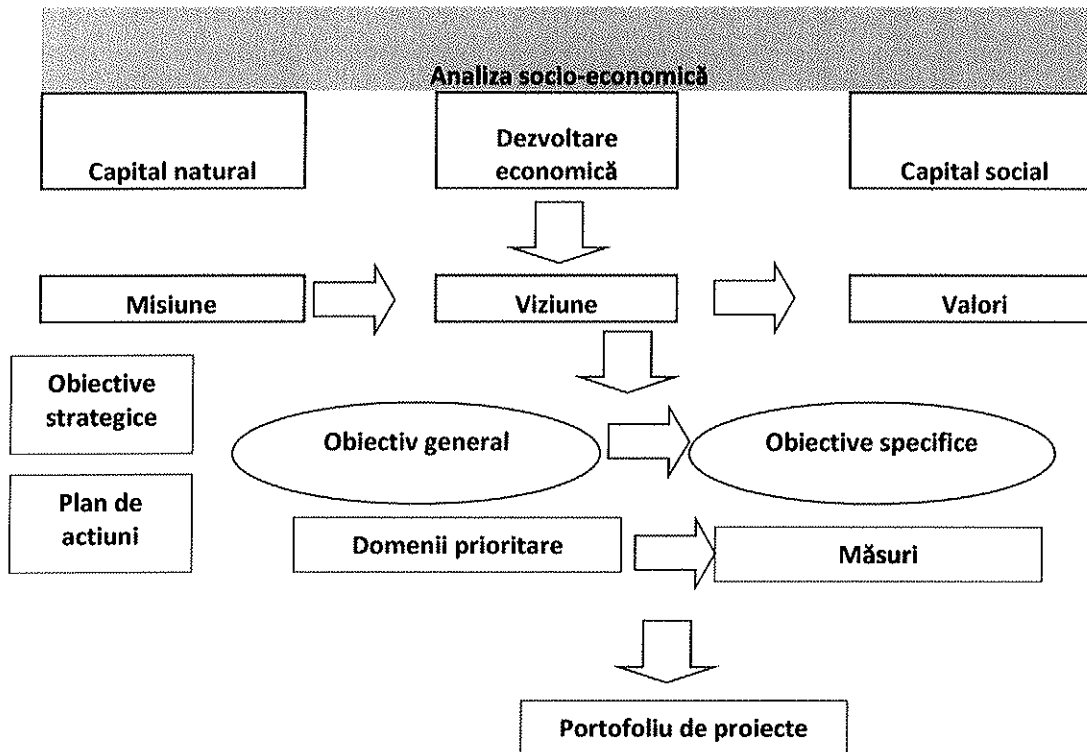 Analiza socio-economică
Capital natural
Dezvoltare
economică
Capital social
Misiune
Viziune
Valori
Obiective
strategice
Obiectiv general
Obiective specifice
Plan de
actiuni
Domenii prioritare
Măsuri
Portofoliu de proiecte